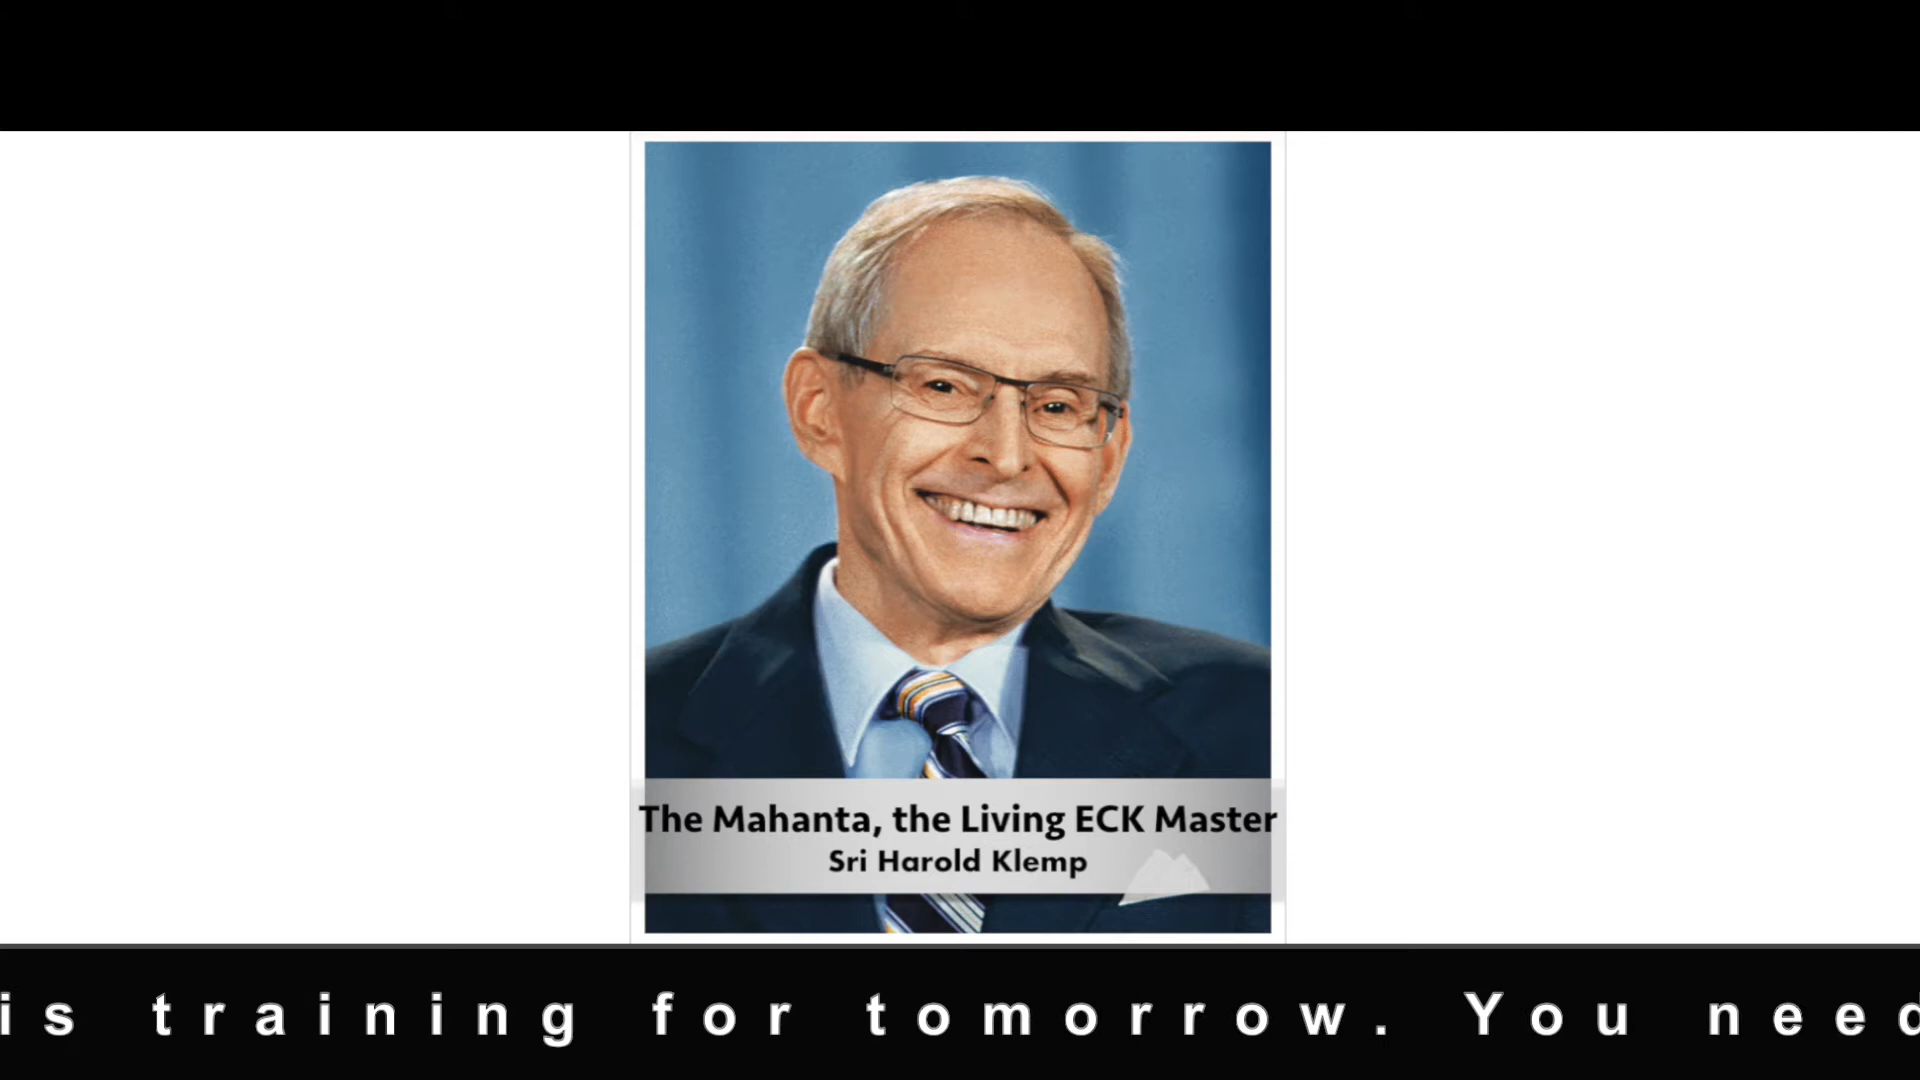 The Mahanta, the Living ECK Master
Sri Harold Klemp
is training for tomorrow. You need